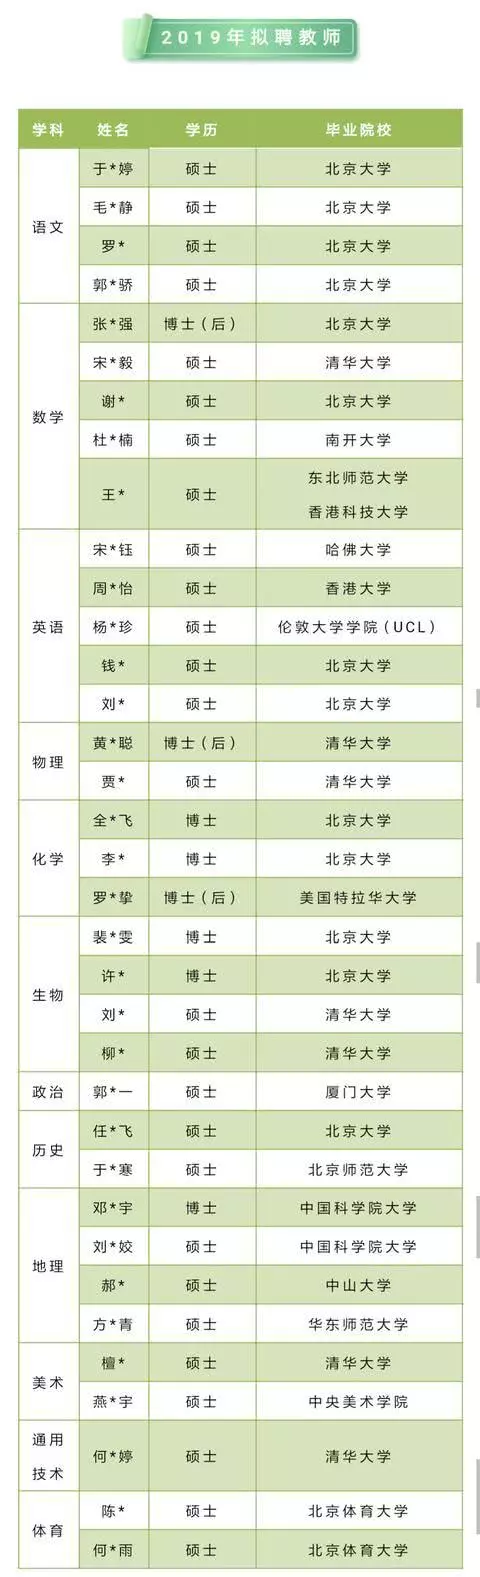 2019年拟聘教师
学科 姓名 学历 毕业院校
语文 于*婷 硕士 北京大学
毛*静 硕士 北京大学
罗* 硕士 北京大学
郭*骄 硕士 北京大学
数学 张*强 博士（后） 北京大学
宋*毅 硕士 清华大学
谢* 硕士 北京大学
杜*楠 硕士 南开大学
王* 硕士 东北师范大学
香港科技大学
英语 宋*钰 硕士 哈佛大学
周*怡 硕士 香港大学
杨*珍 硕士 伦敦大学学院（UCL）
钱* 硕士 北京大学
刘* 硕士 北京大学
物理 黄*聪 博士（后） 清华大学
贾* 硕士 清华大学
化学 全*飞 博士 北京大学
李* 博士 北京大学
罗*挚 博士（后） 美国特拉华大学
生物 裴*雯 博士 北京大学
许* 博士 北京大学
刘* 硕士 清华大学
柳* 硕士 清华大学
政治 郭*一 硕士 厦门大学
历史 任*飞 硕士 北京大学
于*寒 硕士 北京师范大学
地理 邓*宇 博士 中国科学院大学
刘*姣 硕士 中国科学院大学
郝* 硕士 中山大学
方*青 硕士 华东师范大学
美术 檀* 硕士 清华大学
燕*宇 硕士 中央美术学院
通用
技术 何*婷 硕士 清华大学
体育 陈* 硕士 北京体育大学
何*雨 硕士 北京体育大学